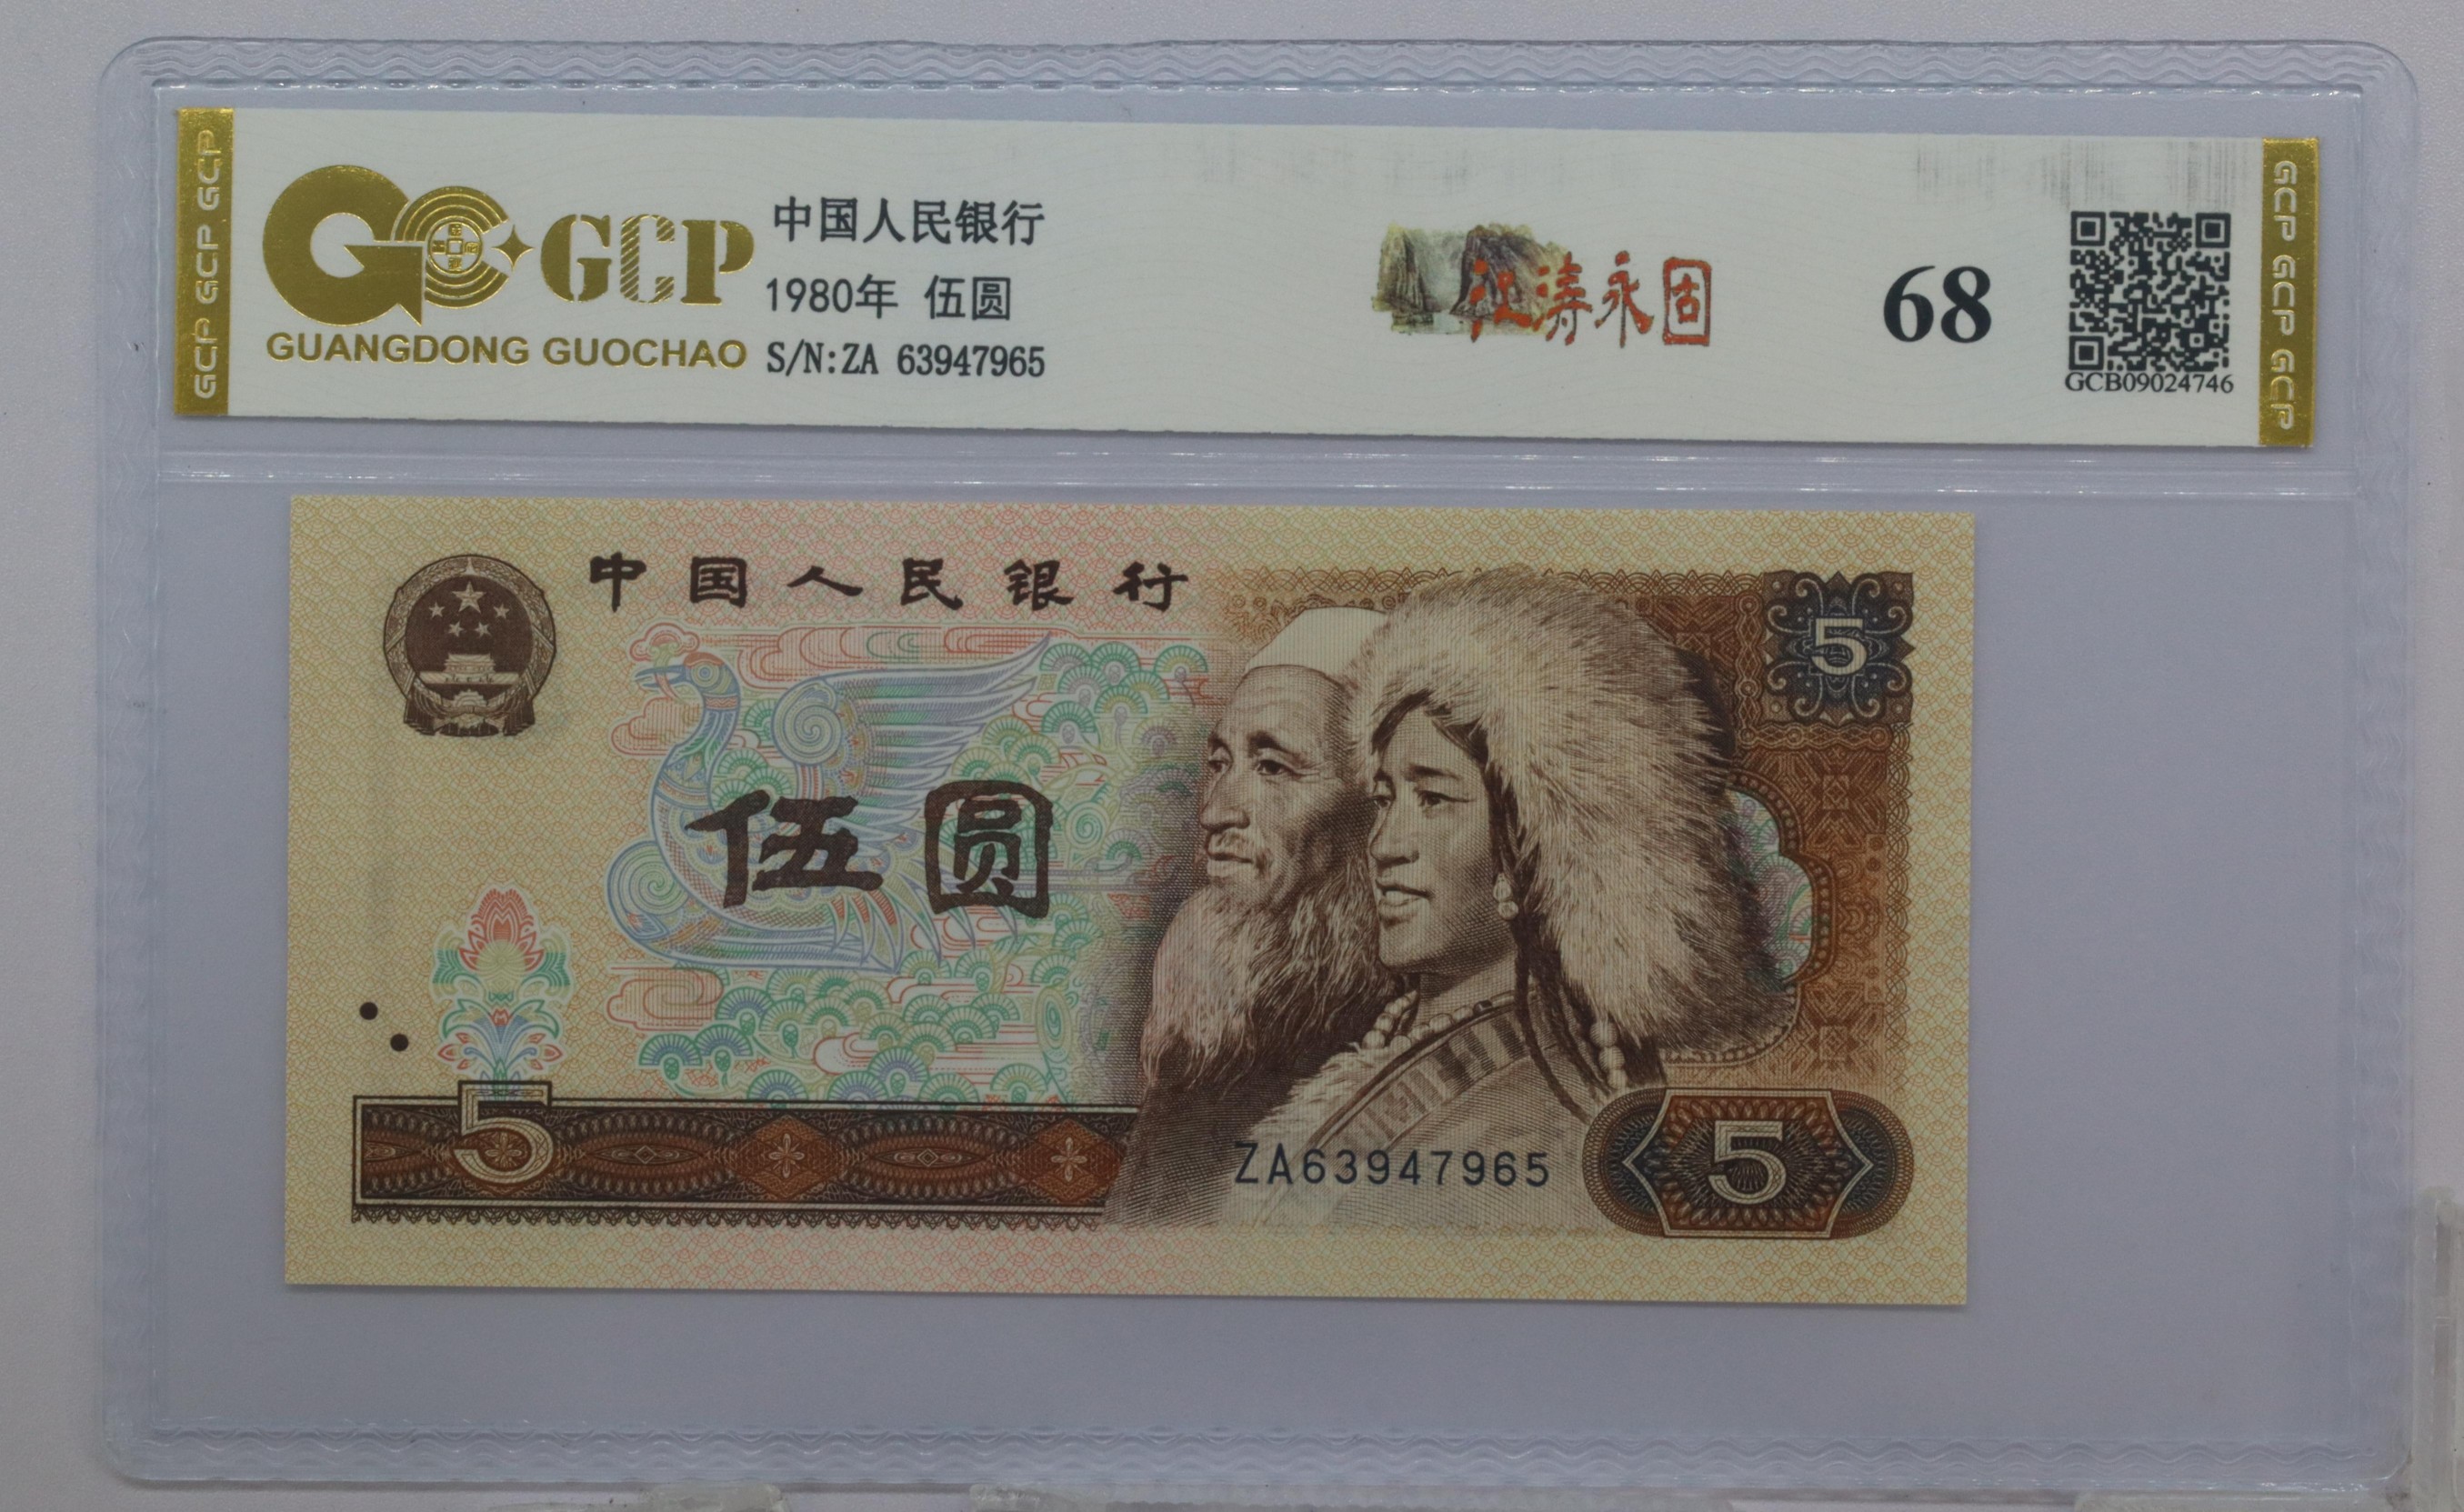 GCP GCP GCP
GCP
GUANGDONG GUOCHAO
中国人民银行
1980年 伍圆
S/N:ZA 63947965
江涛永固
68
GCB09024746
GCP GCP GCP
中国人民银行
5
伍圆
5
ZA63947965
5